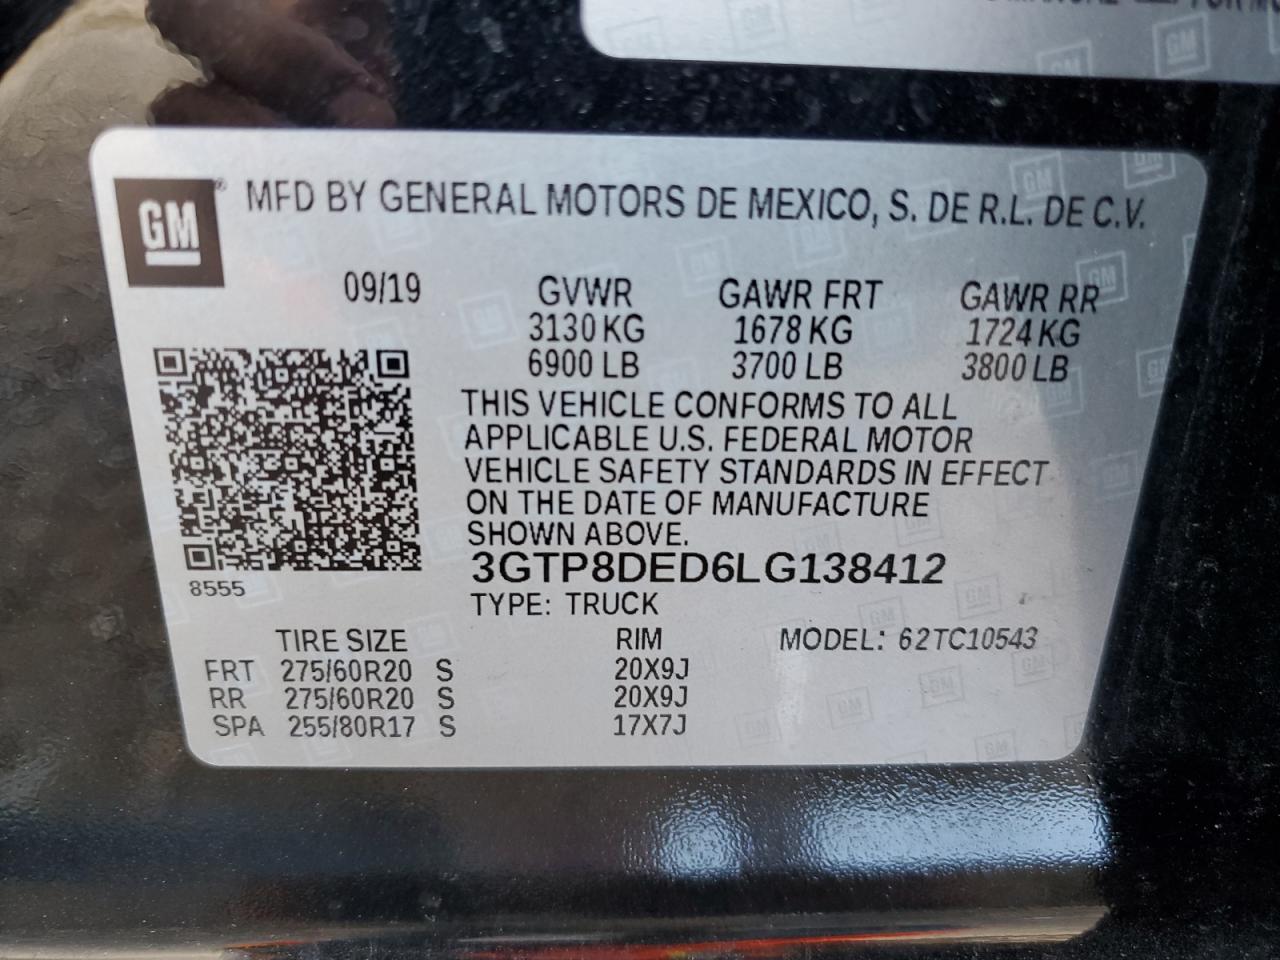 GM
MFD BY GENERAL MOTORS DE MEXICO, S. DE R.L. DE C.V.
09/19 GVWR GAWR FRT GAWR RR
3130 KG 1678 KG 1724 KG
6900 LB 3700 LB 3800 LB
THIS VEHICLE CONFORMS TO ALL
APPLICABLE U.S. FEDERAL MOTOR
VEHICLE SAFETY STANDARDS IN EFFECT
ON THE DATE OF MANUFACTURE
SHOWN ABOVE.
8555 3GTP8DED6LG138412
TYPE: TRUCK
TIRE SIZE RIM MODEL: 62TC10543
FRT 275/60R20 S 20X9J
RR 275/60R20 S 20X9J
SPA 255/80R17 S 17X7J